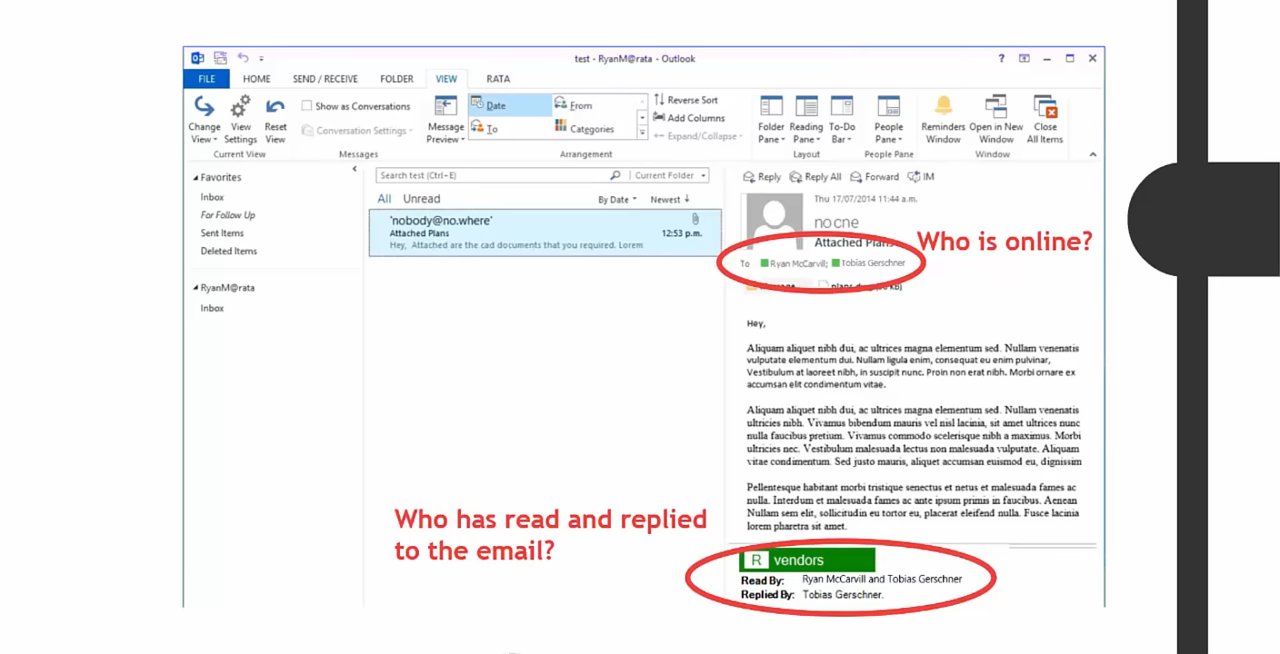 test - RyanM@rata - Outlook
FILE HOME SEND / RECEIVE FOLDER VIEW RATA
Change View
View Settings
Reset View
Current View
Show as Conversations
Conversation Settings
Messages
Message Preview
Date From
To Categories
Arrangement
Reverse Sort
Add Columns
Expand/Collapse
Folder Pane
Reading Pane
To-Do Bar
Layout
People Pane
People Pane
Reminders Window
Open in New Window
Close All Items
Window
Favorites
Inbox
For Follow Up
Sent Items
Deleted Items
RyanM@rata
Inbox
Search test (Ctrl+E) Current Folder
All Unread By Date Newest
'nobody@no.where'
Attached Plans 12:53 p.m.
Hey, Attached are the cad documents that you required. Lorem
Reply Reply All Forward IM
Thu 17/07/2014 11:44 a.m.
no cne
Attached Plans
Who is online?
To Ryan McCarvill; Tobias Gerschner
Hey,
Aliquam aliquet nibh dui, ac ultrices magna elementum sed. Nullam venenatis
vulputate elementum dui. Nullam ligula enim, consequat eu enim pulvinar,
Vestibulum at laoreet nibh, in suscipit nunc. Proin non erat nibh. Morbi ornare ex
accumsan elit condimentum vitae.
Aliquam aliquet nibh dui, ac ultrices magna elementum sed. Nullam venenatis
ultricies nibh. Vivamus bibendum mauris vel nisl lacinia, sit amet ultrices nunc
nulla faucibus pretium. Vivamus commodo scelerisque nibh a maximus. Morbi
ultricies nec. Vestibulum malesuada lectus non malesuada vulputate. Aliquam
vitae condimentum. Sed justo mauris, aliquet accumsan euismod eu, dignissim
Pellentesque habitant morbi tristique senectus et netus et malesuada fames ac
nulla. Interdum et malesuada fames ac ante ipsum primis in faucibus. Aenean
Nullam sem elit, sollicitudin eu tortor eu, placerat eleifend nulla. Fusce lacinia
lorem pharetra sit amet.
Who has read and replied
to the email?
R vendors
Read By: Ryan McCarvill and Tobias Gerschner
Replied By: Tobias Gerschner.